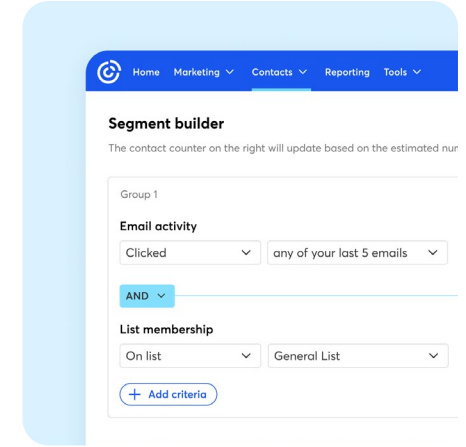 Home Marketing Contacts Reporting Tools
Segment builder
The contact counter on the right will update based on the estimated
Group 1
Email activity
Clicked any of your last 5 emails
AND
List membership
On list General List
+ Add criteria